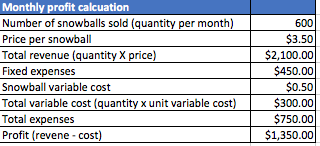 Monthly profit calcuation
Number of snowballs sold (quantity per month) 600
Price per snowball $3.50
Total revenue (quantity X price) $2,100.00
Fixed expenses $450.00
Snowball variable cost $0.50
Total variable cost (quantity x unit variable cost) $300.00
Total expenses $750.00
Profit (revene - cost) $1,350.00